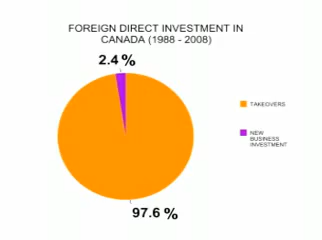 FOREIGN DIRECT INVESTMENT IN
CANADA (1988 - 2008)
2.4 %
TAKEOVERS
NEW
BUSINESS
INVESTMENT
97.6 %